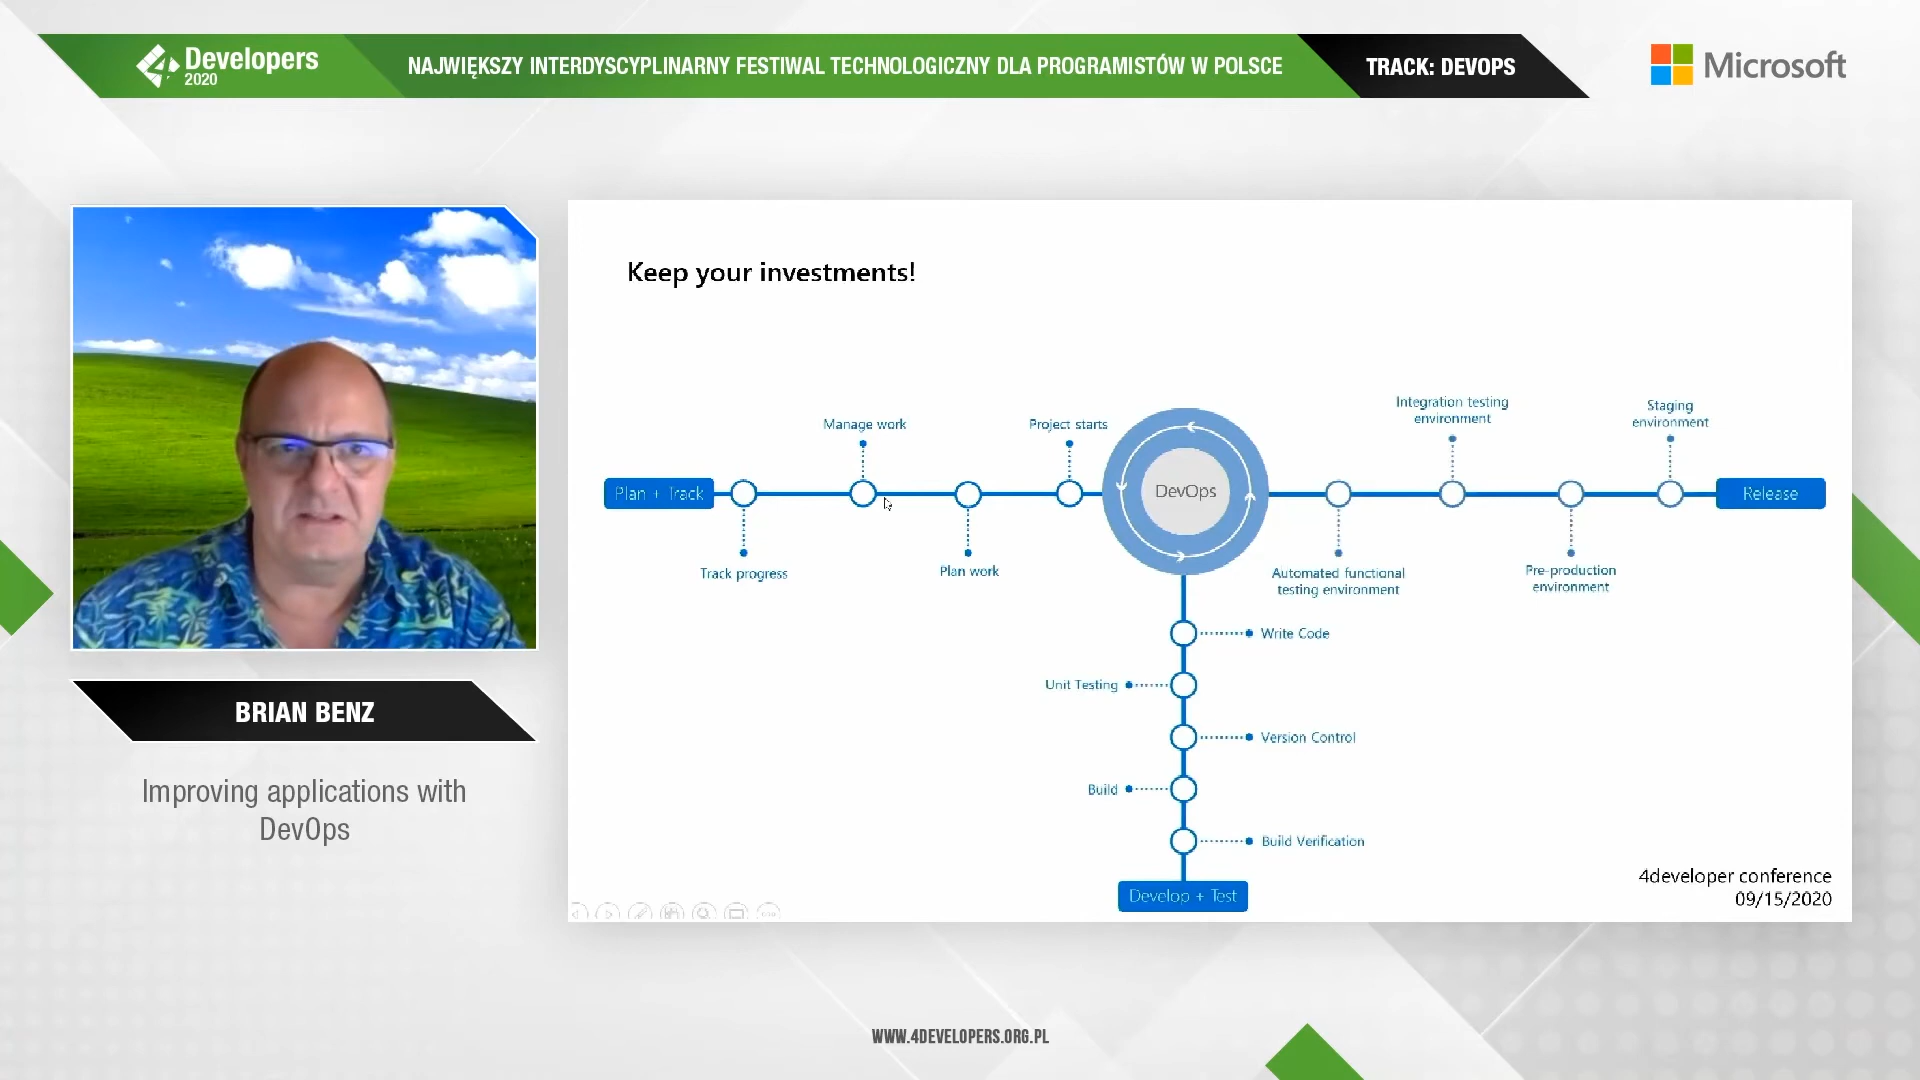 4 Developers
2020
NAJWIĘKSZY INTERDYSCYPLINARNY FESTIWAL TECHNOLOGICZNY DLA PROGRAMISTÓW W POLSCE
TRACK: DEVOPS
Microsoft
Keep your investments!
Plan + Track
Track progress
Manage work
Plan work
Project starts
DevOps
Automated functional
testing environment
Integration testing
environment
Pre-production
environment
Staging
environment
Release
Write Code
Unit Testing
Version Control
Build
Build Verification
Develop + Test
4developer conference
09/15/2020
BRIAN BENZ
Improving applications with
DevOps
WWW.4DEVELOPERS.ORG.PL